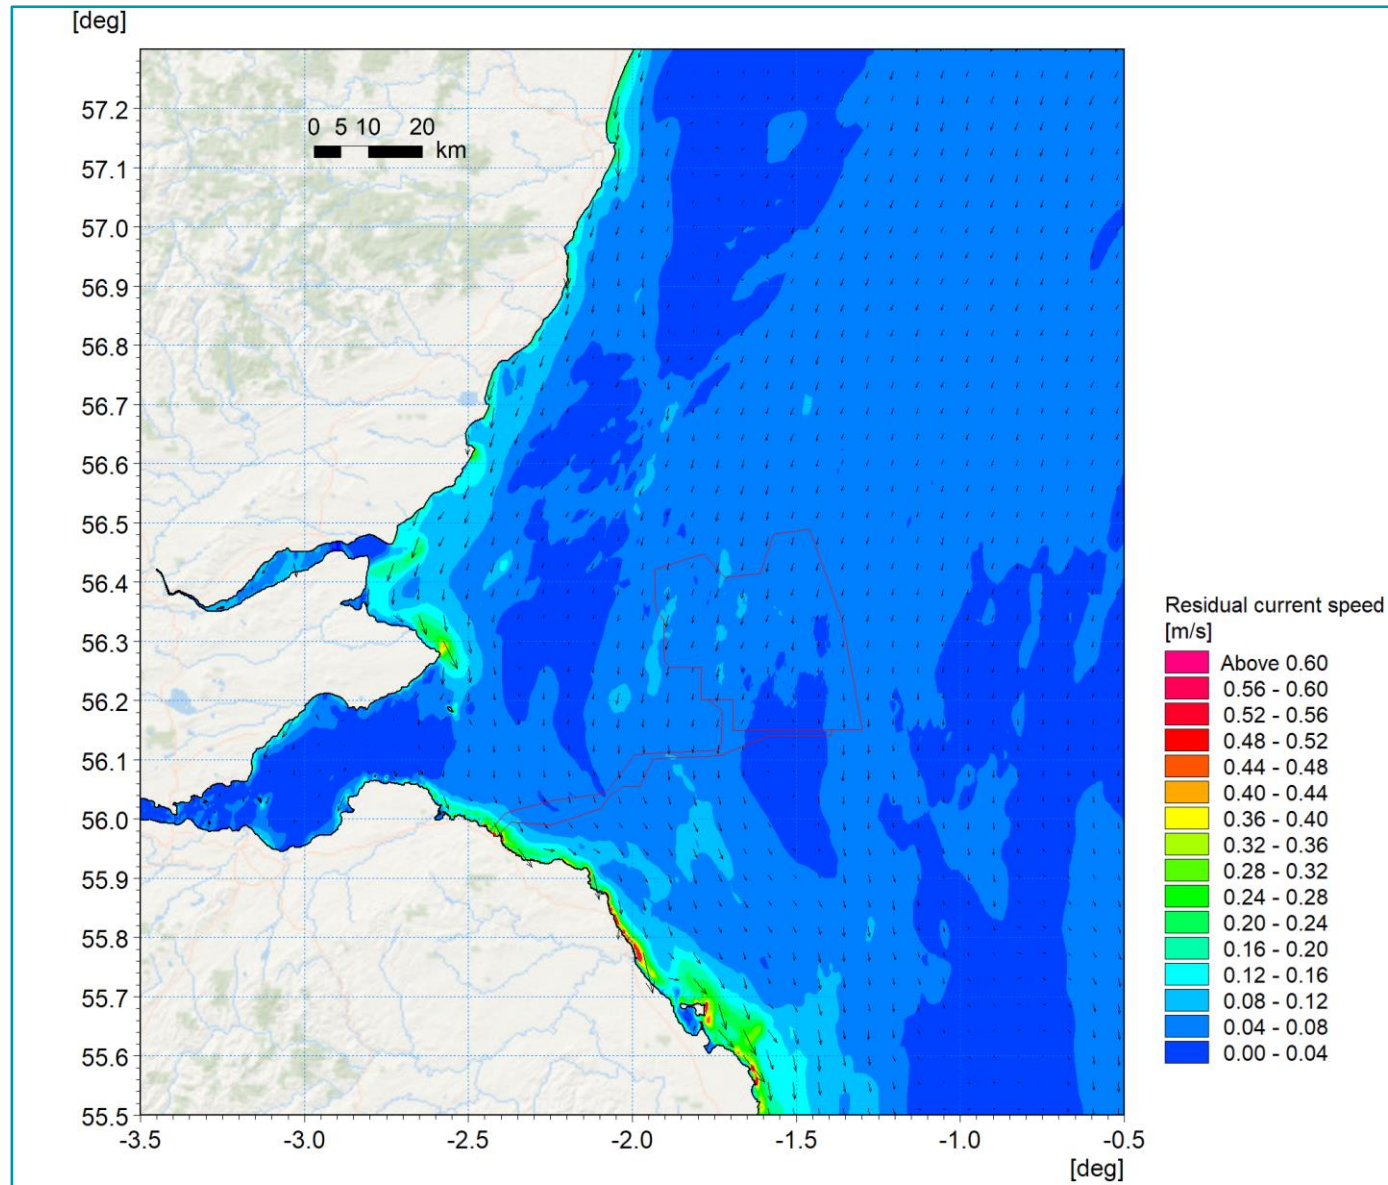 [deg]
57.2
57.1
57.0
56.9
56.8
56.7
56.6
56.5
56.4
56.3
56.2
56.1
56.0
55.9
55.8
55.7
55.6
55.5
0 5 10 20
km
-3.5 -3.0 -2.5 -2.0 -1.5 -1.0 -0.5
[deg]
Residual current speed
[m/s]
Above 0.60
0.56 - 0.60
0.52 - 0.56
0.48 - 0.52
0.44 - 0.48
0.40 - 0.44
0.36 - 0.40
0.32 - 0.36
0.28 - 0.32
0.24 - 0.28
0.20 - 0.24
0.16 - 0.20
0.12 - 0.16
0.08 - 0.12
0.04 - 0.08
0.00 - 0.04